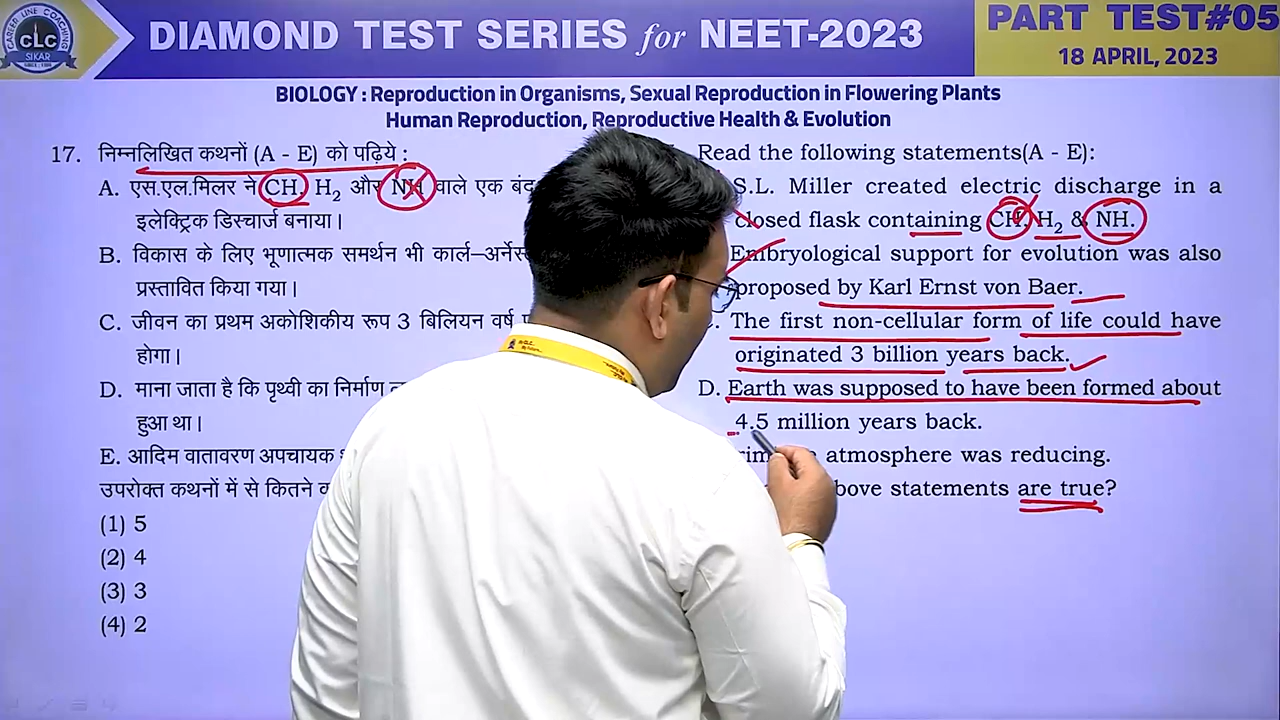 CAREER LINE COACHING
CLC
SIKAR
DIAMOND TEST SERIES for NEET-2023
PART TEST#05
18 APRIL, 2023
BIOLOGY : Reproduction in Organisms, Sexual Reproduction in Flowering Plants
Human Reproduction, Reproductive Health & Evolution
17. निम्नलिखित कथनों (A - E) को पढ़िये :
A. एस.एल.मिलर ने CH, H₂ और NH वाले एक बंद
इलेक्ट्रिक डिस्चार्ज बनाया।
B. विकास के लिए भूणात्मक समर्थन भी कार्ल–अर्नेस्
प्रस्तावित किया गया।
C. जीवन का प्रथम अकोशिकीय रूप 3 बिलियन वर्ष
होगा।
D. माना जाता है कि पृथ्वी का निर्माण
हुआ था।
E. आदिम वातावरण अपचायक
उपरोक्त कथनों में से कितने
(1) 5
(2) 4
(3) 3
(4) 2
Read the following statements(A - E):
S.L. Miller created electric discharge in a
closed flask containing CH, H₂ & NH.
Embryological support for evolution was also
proposed by Karl Ernst von Baer.
The first non-cellular form of life could have
originated 3 billion years back.
D. Earth was supposed to have been formed about
4.5 million years back.
atmosphere was reducing.
above statements are true?